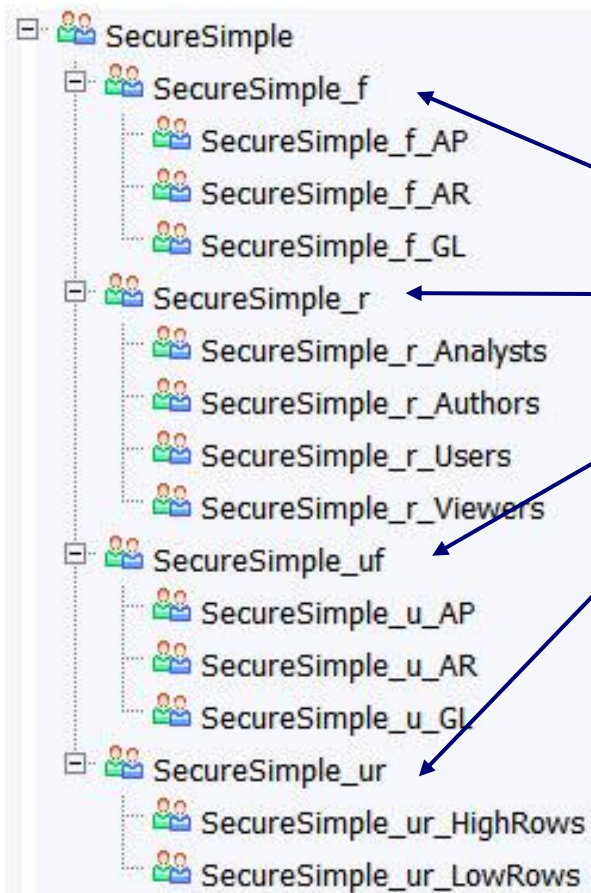 SecureSimple
SecureSimple_f
SecureSimple_f_AP
SecureSimple_f_AR
SecureSimple_f_GL
SecureSimple_r
SecureSimple_r_Analysts
SecureSimple_r_Authors
SecureSimple_r_Users
SecureSimple_r_Viewers
SecureSimple_uf
SecureSimple_u_AP
SecureSimple_u_AR
SecureSimple_u_GL
SecureSimple_ur
SecureSimple_ur_HighRows
SecureSimple_ur_LowRows